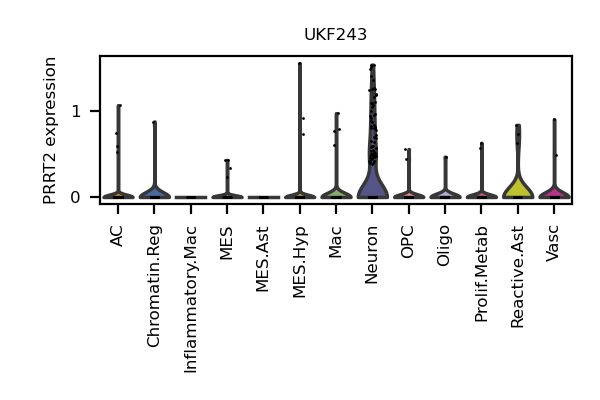 UKF243
PRRT2 expression
1
0
AC
Chromatin.Reg
Inflammatory.Mac
MES
MES.Ast
MES.Hyp
Mac
Neuron
OPC
Oligo
Prolif.Metab
Reactive.Ast
Vasc